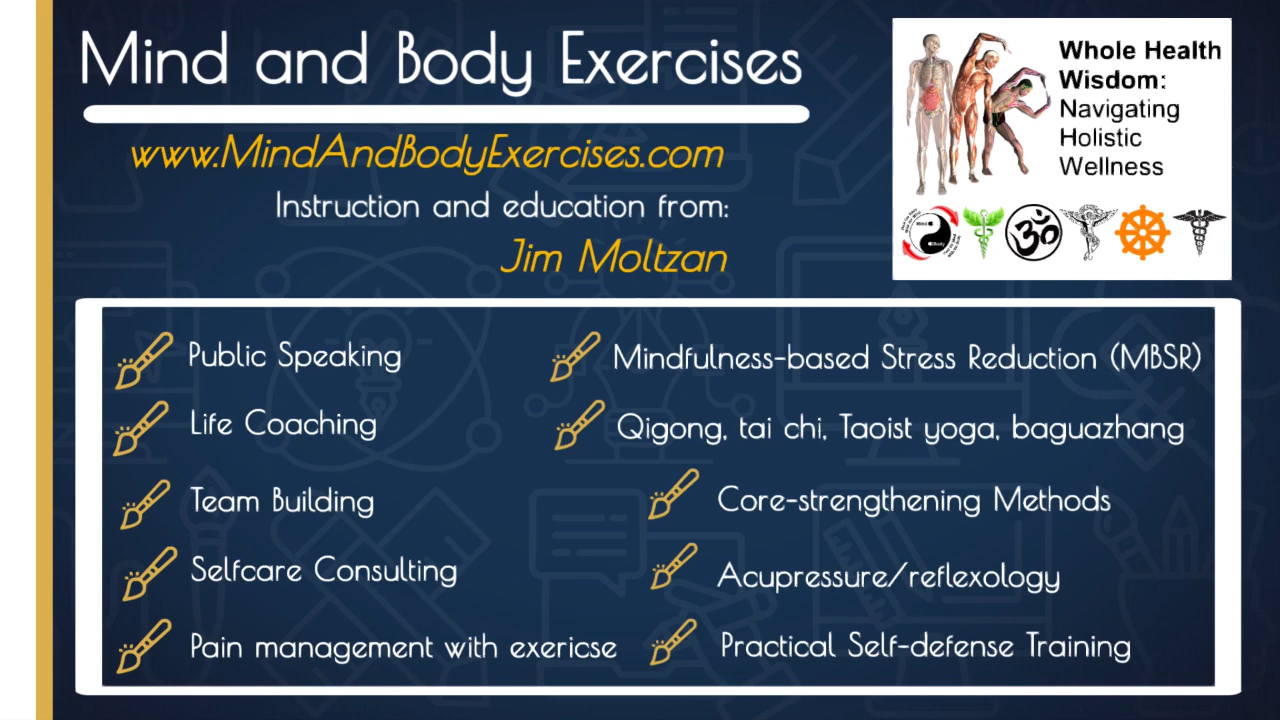 Mind and Body Exercises
www.MindAndBodyExercises.com
Instruction and education from:
Jim Moltzan
Whole Health
Wisdom:
Navigating
Holistic
Wellness
Mind
Body
Public Speaking
Life Coaching
Team Building
Selfcare Consulting
Pain management with exericse
Mindfulness-based Stress Reduction (MBSR)
Qigong, tai chi, Taoist yoga, baguazhang
Core-strengthening Methods
Acupressure/reflexology
Practical Self-defense Training